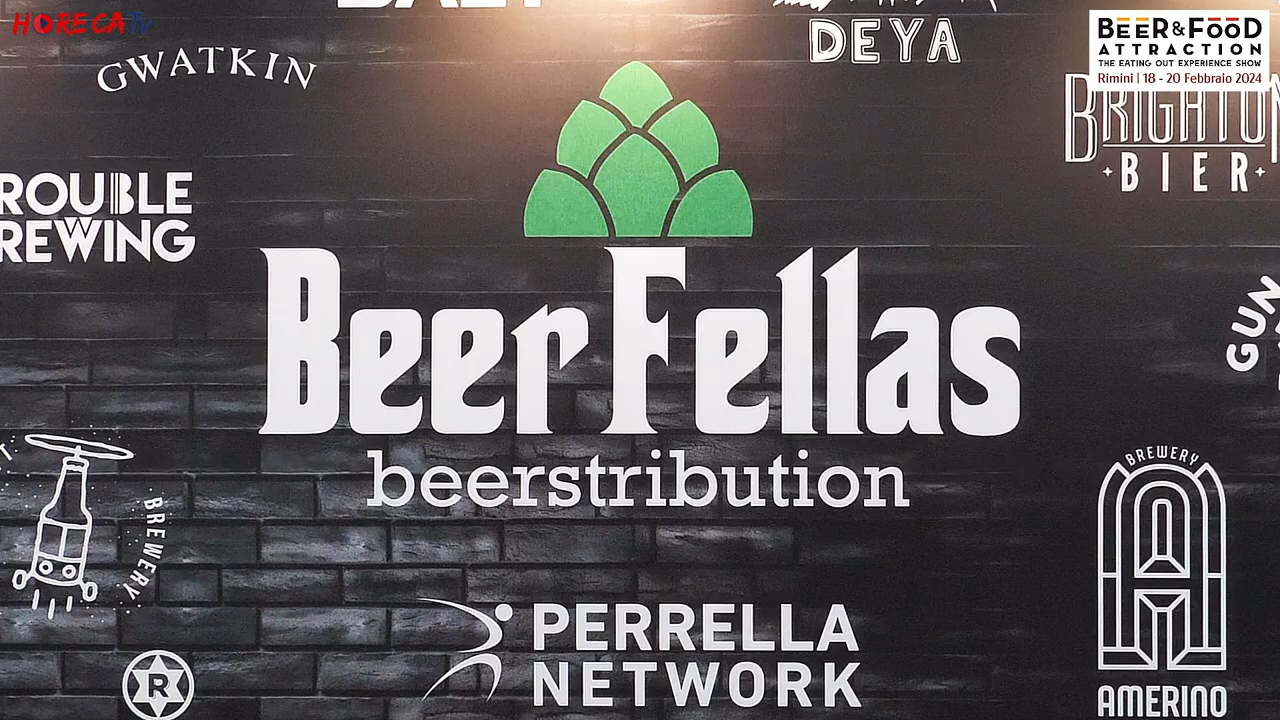 HORECATv
DEYA
BEER & FOOD
ATTRACTION
THE EATING OUT EXPERIENCE SHOW
Rimini | 18 - 20 Febbraio 2024
GWATKIN
BRIGHTON
BIER
ROUBLE
REWING
BeerFellas
GUN
beerstribution
BREWERY
BREWERY
PERRELLA
NETWORK
R
AMERINO